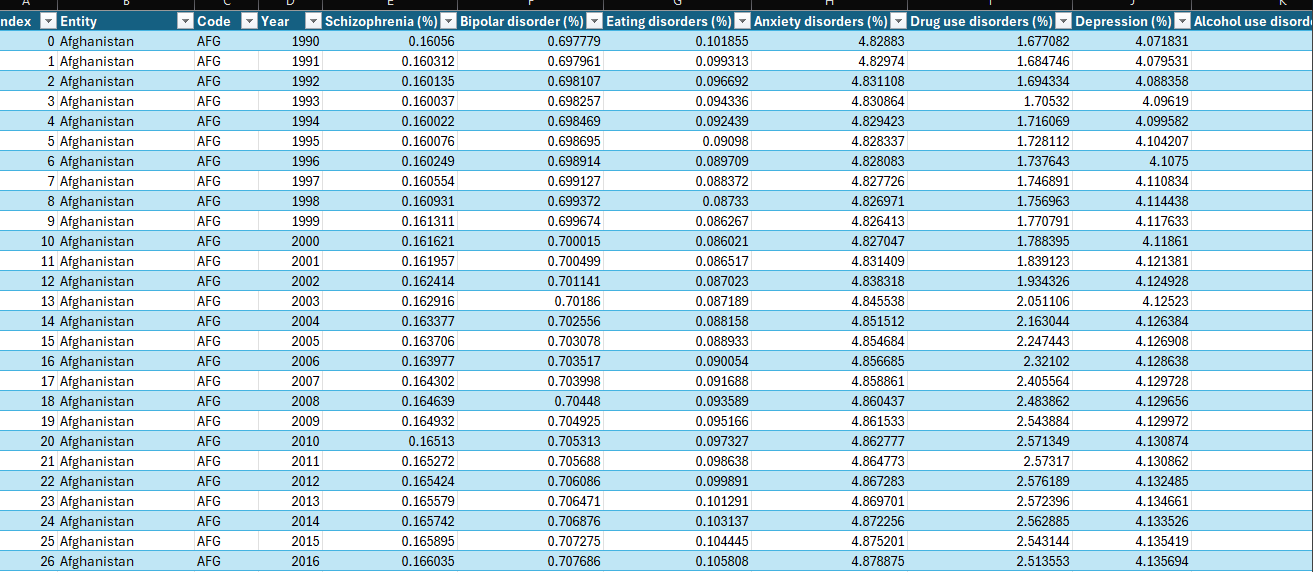 A B C D E F G H I J K
ndex Entity Code Year Schizophrenia (%) Bipolar disorder (%) Eating disorders (%) Anxiety disorders (%) Drug use disorders (%) Depression (%) Alcohol use disord
0 Afghanistan AFG 1990 0.16056 0.697779 0.101855 4.82883 1.677082 4.071831
1 Afghanistan AFG 1991 0.160312 0.697961 0.099313 4.82974 1.684746 4.079531
2 Afghanistan AFG 1992 0.160135 0.698107 0.096692 4.831108 1.694334 4.088358
3 Afghanistan AFG 1993 0.160037 0.698257 0.094336 4.830864 1.70532 4.09619
4 Afghanistan AFG 1994 0.160022 0.698469 0.092439 4.829423 1.716069 4.099582
5 Afghanistan AFG 1995 0.160076 0.698695 0.09098 4.828337 1.728112 4.104207
6 Afghanistan AFG 1996 0.160249 0.698914 0.089709 4.828083 1.737643 4.1075
7 Afghanistan AFG 1997 0.160554 0.699127 0.088372 4.827726 1.746891 4.110834
8 Afghanistan AFG 1998 0.160931 0.699372 0.08733 4.826971 1.756963 4.114438
9 Afghanistan AFG 1999 0.161311 0.699674 0.086267 4.826413 1.770791 4.117633
10 Afghanistan AFG 2000 0.161621 0.700015 0.086021 4.827047 1.788395 4.11861
11 Afghanistan AFG 2001 0.161957 0.700499 0.086517 4.831409 1.839123 4.121381
12 Afghanistan AFG 2002 0.162414 0.701141 0.087023 4.838318 1.934326 4.124928
13 Afghanistan AFG 2003 0.162916 0.70186 0.087189 4.845538 2.051106 4.12523
14 Afghanistan AFG 2004 0.163377 0.702556 0.088158 4.851512 2.163044 4.126384
15 Afghanistan AFG 2005 0.163706 0.703078 0.088933 4.854684 2.247443 4.126908
16 Afghanistan AFG 2006 0.163977 0.703517 0.090054 4.856685 2.32102 4.128638
17 Afghanistan AFG 2007 0.164302 0.703998 0.091688 4.858861 2.405564 4.129728
18 Afghanistan AFG 2008 0.164639 0.70448 0.093589 4.860437 2.483862 4.129656
19 Afghanistan AFG 2009 0.164932 0.704925 0.095166 4.861533 2.543884 4.129972
20 Afghanistan AFG 2010 0.16513 0.705313 0.097327 4.862777 2.571349 4.130874
21 Afghanistan AFG 2011 0.165272 0.705688 0.098638 4.864773 2.57317 4.130862
22 Afghanistan AFG 2012 0.165424 0.706086 0.099891 4.867283 2.576189 4.132485
23 Afghanistan AFG 2013 0.165579 0.706471 0.101291 4.869701 2.572396 4.134661
24 Afghanistan AFG 2014 0.165742 0.706876 0.103137 4.872256 2.562885 4.133526
25 Afghanistan AFG 2015 0.165895 0.707275 0.104445 4.875201 2.543144 4.135419
26 Afghanistan AFG 2016 0.166035 0.707686 0.105808 4.878875 2.513553 4.135694